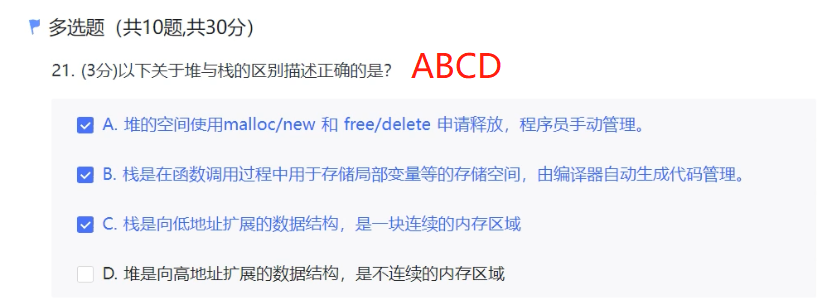 多选题（共10题,共30分）
21. (3分)以下关于堆与栈的区别描述正确的是？ ABCD
A. 堆的空间使用malloc/new 和 free/delete 申请释放，程序员手动管理。
B. 栈是在函数调用过程中用于存储局部变量等的存储空间，由编译器自动生成代码管理。
C. 栈是向低地址扩展的数据结构，是一块连续的内存区域
D. 堆是向高地址扩展的数据结构，是不连续的内存区域